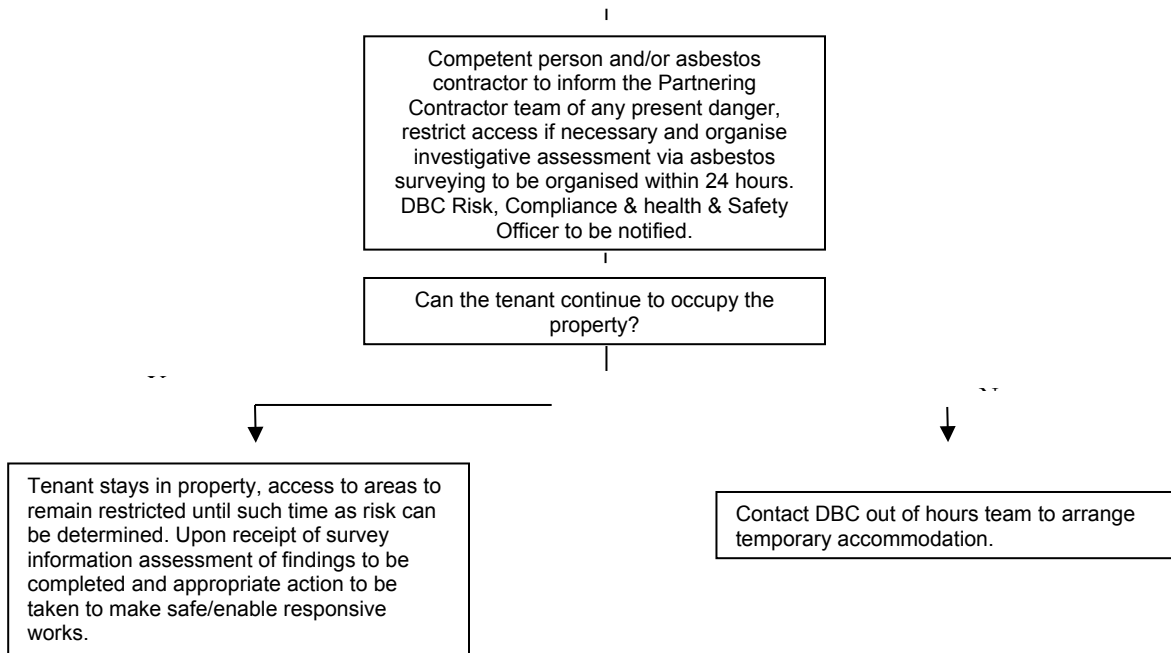 Competent person and/or asbestos
contractor to inform the Partnering
Contractor team of any present danger,
restrict access if necessary and organise
investigative assessment via asbestos
surveying to be organised within 24 hours.
DBC Risk, Compliance & health & Safety
Officer to be notified.
Can the tenant continue to occupy the
property?
Tenant stays in property, access to areas to
remain restricted until such time as risk can
be determined. Upon receipt of survey
information assessment of findings to be
completed and appropriate action to be
taken to make safe/enable responsive
works.
Contact DBC out of hours team to arrange
temporary accommodation.